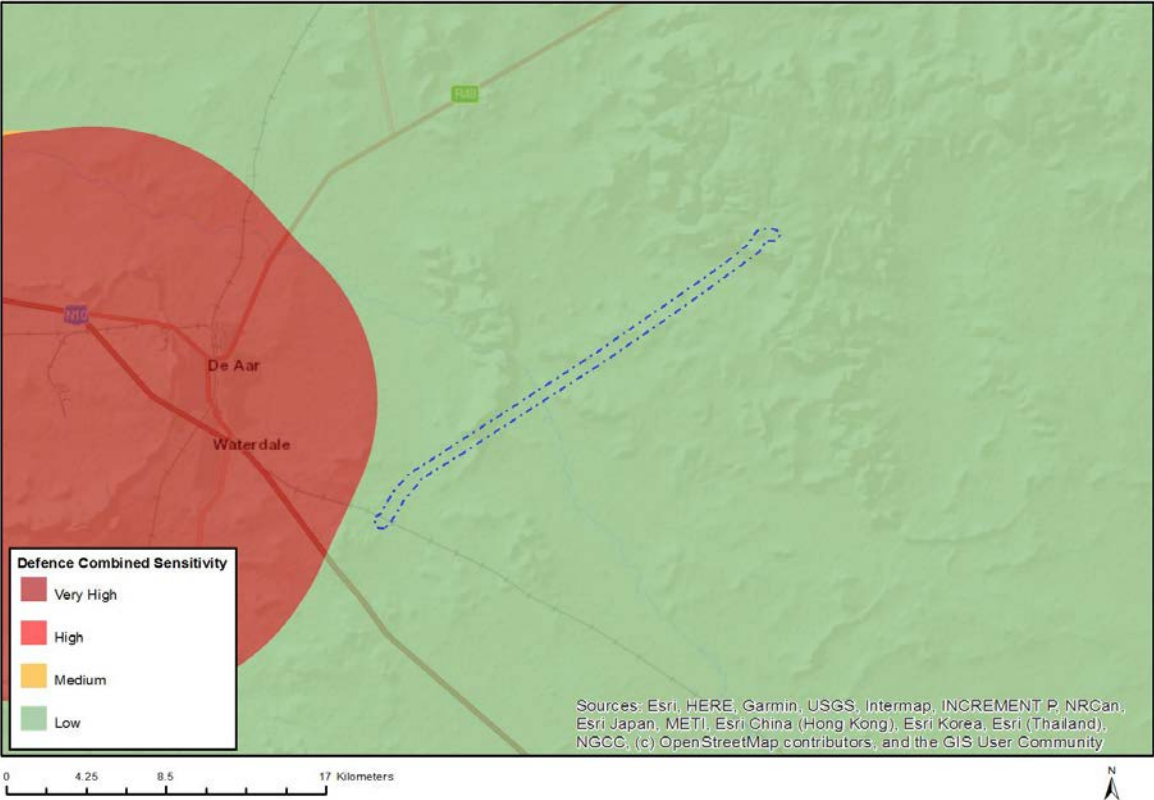 R48
N10
De Aar
Waterdale
Defence Combined Sensitivity
Very High
High
Medium
Low
Sources: Esri, HERE, Garmin, USGS, Intermap, INCREMENT P, NRCan,
Esri Japan, METI, Esri China (Hong Kong), Esri Korea, Esri (Thailand),
NGCC, (c) OpenStreetMap contributors, and the GIS User Community
0 4.25 8.5 17 Kilometers
N